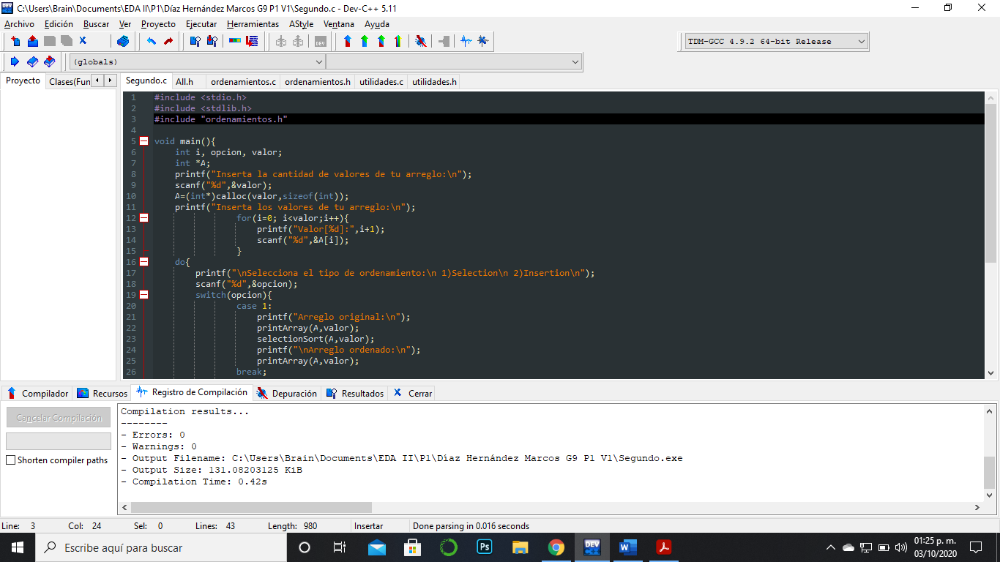 C:\Users\Brain\Documents\EDA II\P1\Díaz Hernández Marcos G9 P1 V1\Segundo.c - Dev-C++ 5.11
Archivo Edición Buscar Ver Proyecto Ejecutar Herramientas AStyle Ventana Ayuda
TDM-GCC 4.9.2 64-bit Release
(globals)
Proyecto Clases(Fun
Segundo.c All.h ordenamientos.c ordenamientos.h utilidades.c utilidades.h
1 #include <stdio.h>
2 #include <stdlib.h>
3 #include "ordenamientos.h"
4
5 void main(){
6 int i, opcion, valor;
7 int *A;
8 printf("Inserta la cantidad de valores de tu arreglo:\n");
9 scanf("%d",&valor);
10 A=(int*)calloc(valor,sizeof(int));
11 printf("Inserta los valores de tu arreglo:\n");
12 for(i=0; i<valor;i++){
13 printf("Valor[%d]:",i+1);
14 scanf("%d",&A[i]);
15 }
16 do{
17 printf("\nSelecciona el tipo de ordenamiento:\n 1)Selection\n 2)Insertion\n");
18 scanf("%d",&opcion);
19 switch(opcion){
20 case 1:
21 printf("Arreglo original:\n");
22 printArray(A,valor);
23 selectionSort(A,valor);
24 printf("\nArreglo ordenado:\n");
25 printArray(A,valor);
26 break;
Compilador Recursos Registro de Compilación Depuración Resultados Cerrar
Cancelar Compilación
Shorten compiler paths
Compilation results...
--------
- Errors: 0
- Warnings: 0
- Output Filename: C:\Users\Brain\Documents\EDA II\P1\Díaz Hernández Marcos G9 P1 V1\Segundo.exe
- Output Size: 131.08203125 KiB
- Compilation Time: 0.42s
Line: 3 Col: 24 Sel: 0 Lines: 43 Length: 980 Insertar Done parsing in 0.016 seconds
Escribe aquí para buscar
01:25 p. m.
03/10/2020